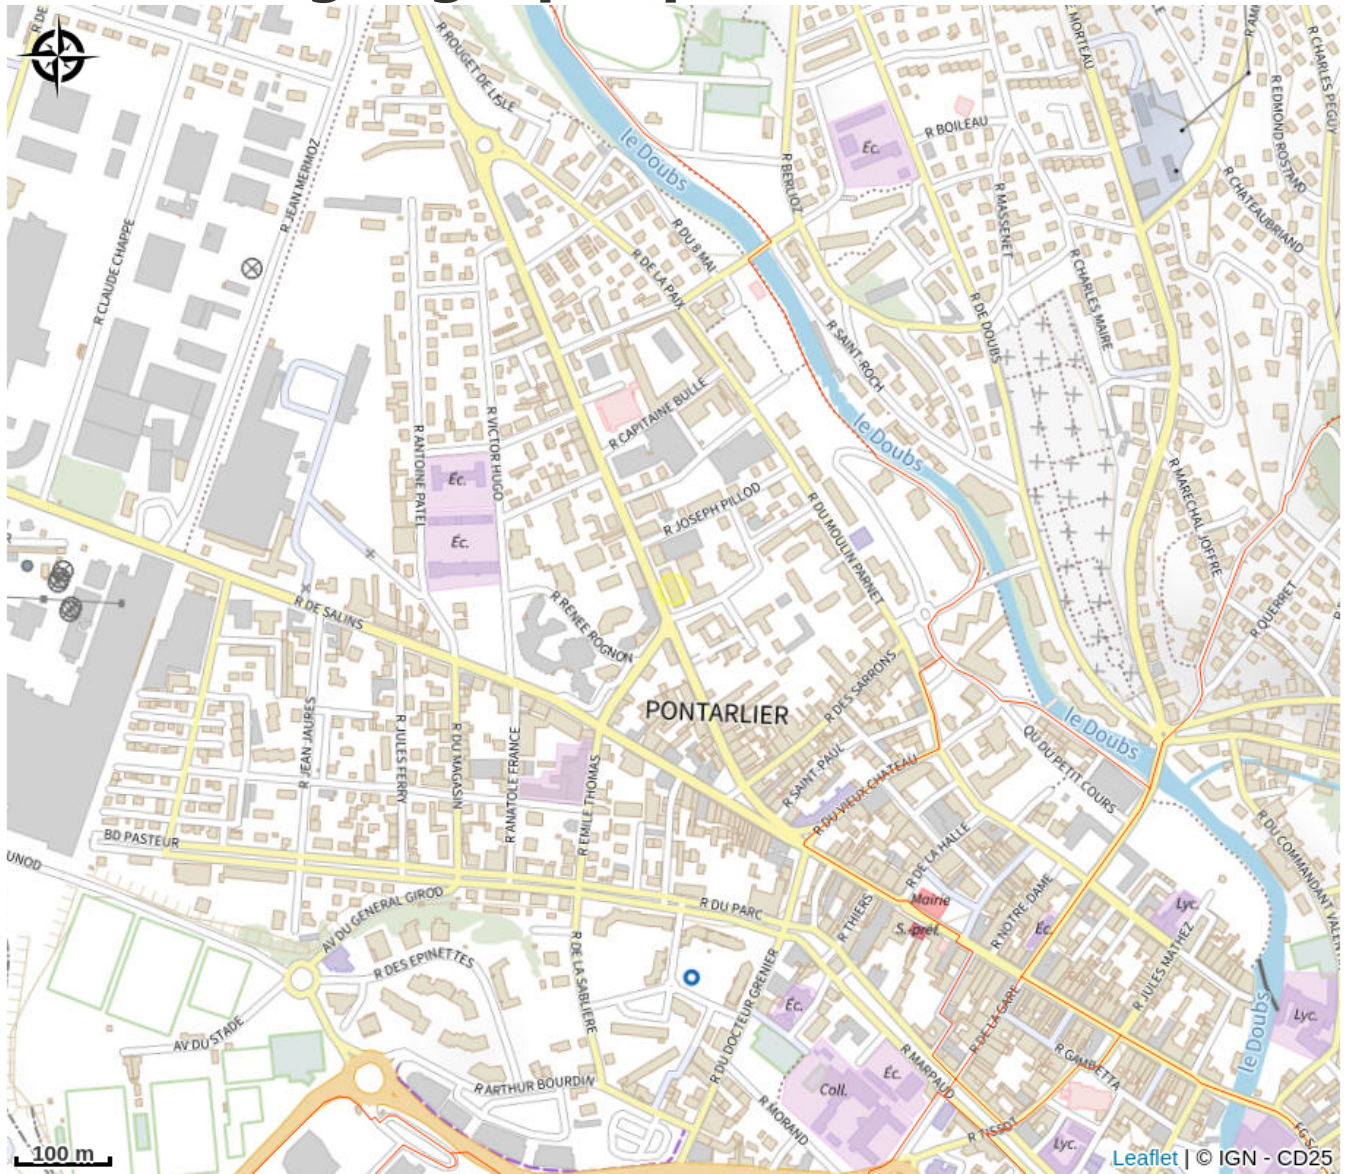 R DE
R ROUGET DE LISLE
E MORTEAU
R AMI
R CHARLES PEGUY
R EDMOND ROSTAND
le Doubs
R BOILEAU
Éc.
R BERLIOZ
R JEAN MERMOZ
R CHATEAUBRIAND
R MASSENET
R CLAUDE CHAPPE
R DU 8 MAI
R DE LA PAIX
R CHARLES MAIRE
R DE DOUBS
R SAINT-ROCH
R CAPITAINE BULLE
R VICTOR HUGO
R ANTOINE PATEL
le Doubs
Éc.
R MARECHAL JOFFRE
R JOSEPH PILLOD
R DU MOULIN PARNET
Éc.
R DE SALINS
R RENEE ROGNON
R QUERRET
R DES SARRONS
PONTARLIER
le Doubs
R JEAN JAURES
R JULES FERRY
R DU MAGASIN
R ANATOLE FRANCE
R EMILE THOMAS
R SAINT-PAUL
R DU VIEUX CHATEAU
QU DU PETIT COURS
BD PASTEUR
UNOD
R DE LA HALLE
R DU COMMANDANT VALEN
AV DU GENERAL GIROD
R DU PARC
R THIERS
Mairie
S.-préf.
R NOTRE-DAME
Éc.
Lyc.
R DES EPINETTES
R DE LA SABLIERE
R DU DOCTEUR GRENIER
R JULES MATHEZ
Éc.
R DE LA GARE
le Doubs
Lyc.
AV DU STADE
R ARTHUR BOURDIN
R MORAND
Coll.
Éc.
R MARPAUD
R GAMBETTA
R TISSOT
Lyc.
FG S
100 m
Leaflet | © IGN - CD25